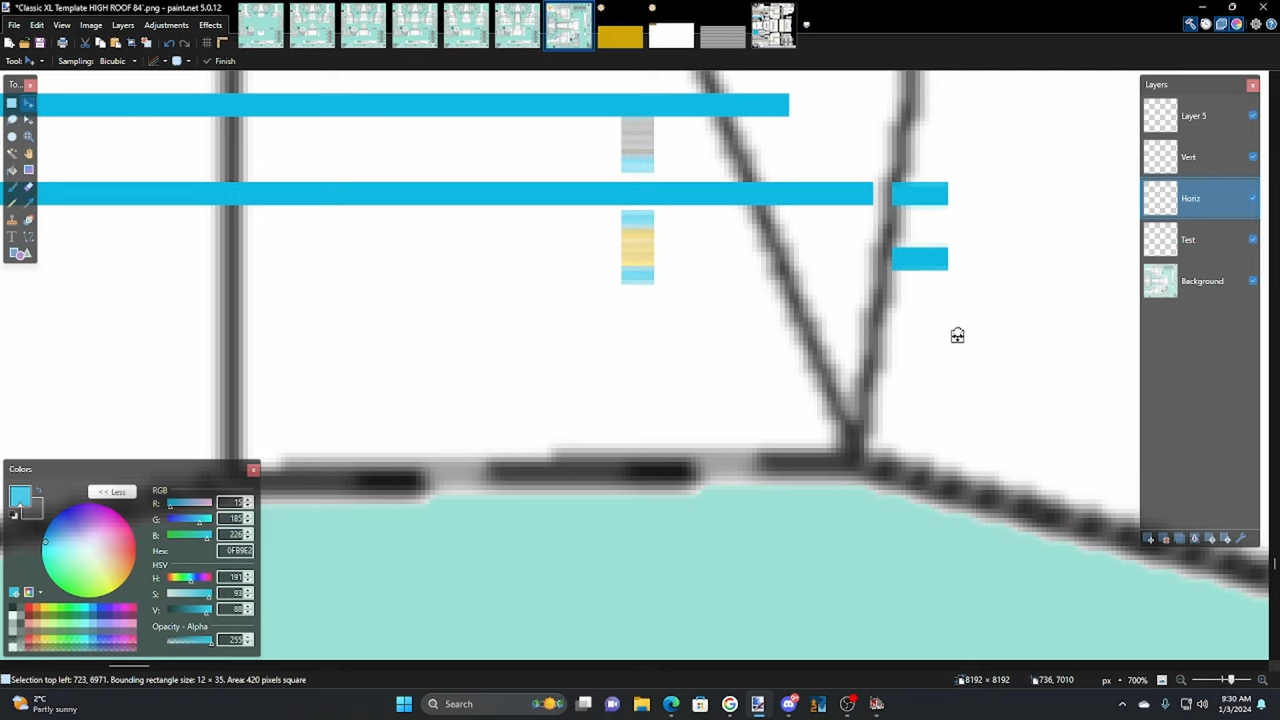 "Classic XL Template HIGH ROOF 84'.png - paint.net 5.0.12
File Edit View Image Layers Adjustments Effects
Tool: Sampling: Bicubic Finish
To...
Layers
Layer 5
Vert
Horiz
Test
Background
Colors
<< Less
RGB
R: 15
G: 185
B: 226
Hex: 0FB9E2
HSV
H: 191
S: 93
V: 88
Opacity - Alpha
255
Selection top left: 723, 6971. Bounding rectangle size: 12 × 35. Area: 420 pixels square
8192 × 8192
736, 7010
px
700%
2°C
Partly sunny
Search
9:30 AM
1/3/2024